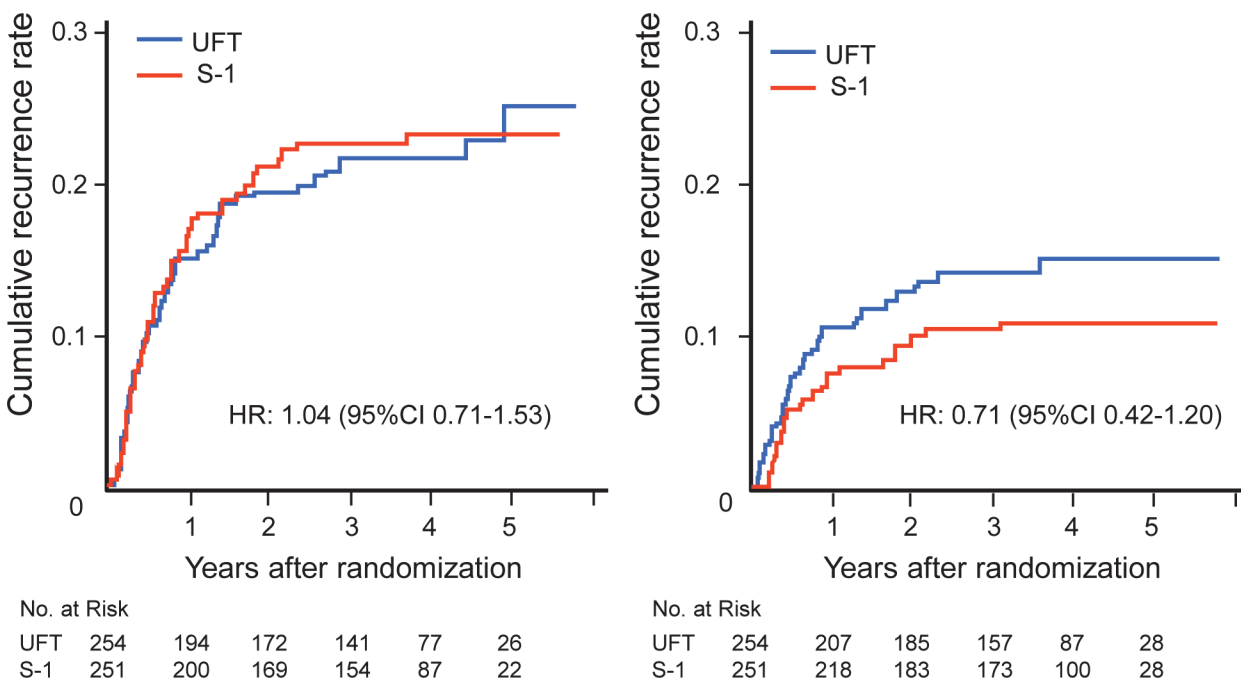 Cumulative recurrence rate
0.3
0.2
0.1
0
UFT
S-1
HR: 1.04 (95%CI 0.71-1.53)
1 2 3 4 5
Years after randomization
No. at Risk
UFT 254 194 172 141 77 26
S-1 251 200 169 154 87 22
Cumulative recurrence rate
0.3
0.2
0.1
0
UFT
S-1
HR: 0.71 (95%CI 0.42-1.20)
1 2 3 4 5
Years after randomization
No. at Risk
UFT 254 207 185 157 87 28
S-1 251 218 183 173 100 28